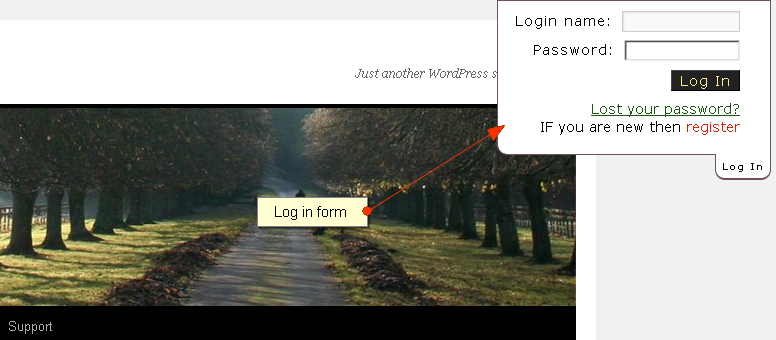 Login name:
Password:
Log In
Lost your password?
IF you are new then register
Log In
Just another WordPress s
Log in form
Support